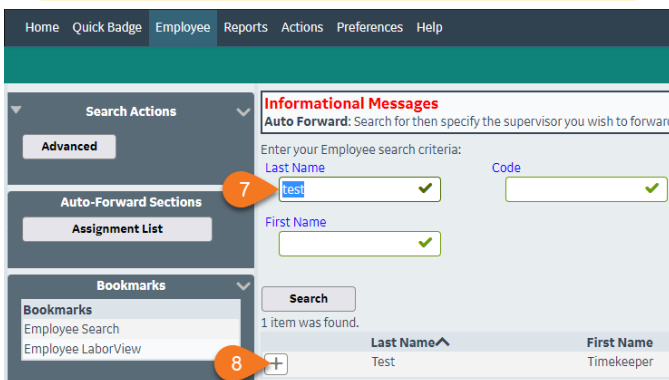 Home Quick Badge Employee Reports Actions Preferences Help
Search Actions
Advanced
Auto-Forward Sections
Assignment List
Bookmarks
Bookmarks
Employee Search
Employee LaborView
Informational Messages
Auto Forward: Search for then specify the supervisor you wish to forward
Enter your Employee search criteria:
Last Name Code
7 test
First Name
Search
1 item was found.
Last Name First Name
8 Test Timekeeper